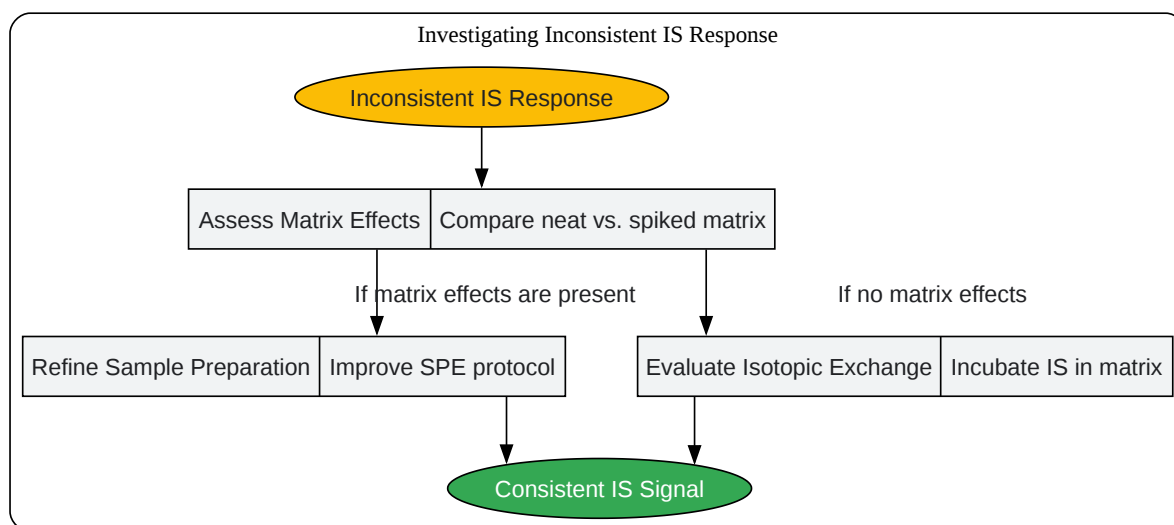 Investigating Inconsistent IS Response
Inconsistent IS Response
Assess Matrix Effects
Compare neat vs. spiked matrix
If matrix effects are present
If no matrix effects
Refine Sample Preparation
Improve SPE protocol
Evaluate Isotopic Exchange
Incubate IS in matrix
Consistent IS Signal